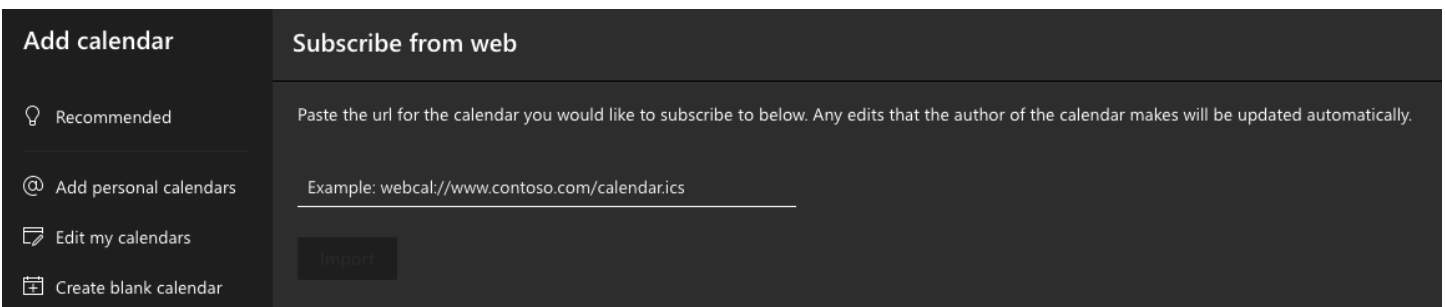 Add calendar
Recommended
Add personal calendars
Edit my calendars
Create blank calendar
Subscribe from web
Paste the url for the calendar you would like to subscribe to below. Any edits that the author of the calendar makes will be updated automatically.
Example: webcal://www.contoso.com/calendar.ics
Import